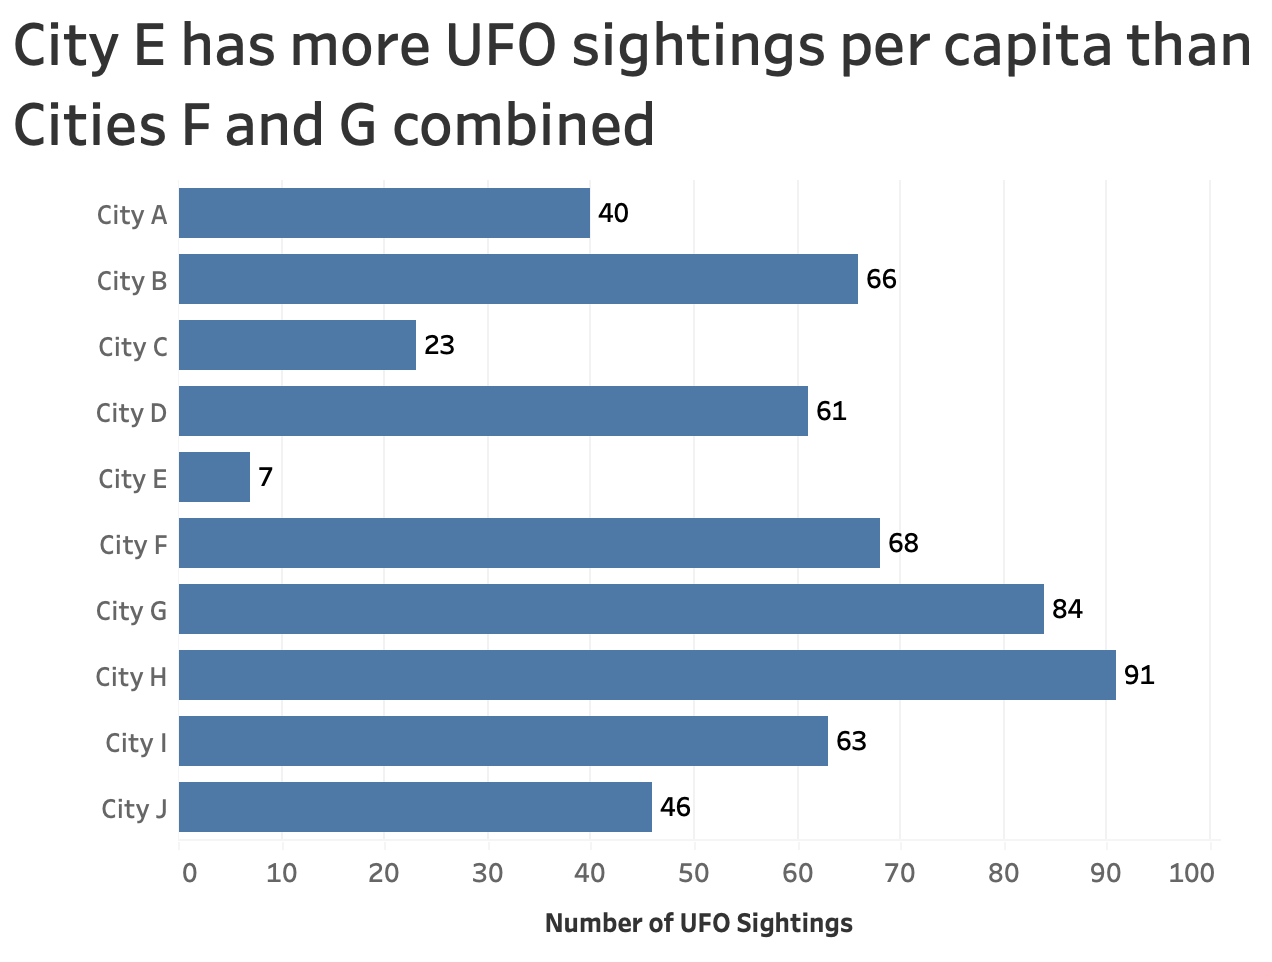 City E has more UFO sightings per capita than
Cities F and G combined
City A 40
City B 66
City C 23
City D 61
City E 7
City F 68
City G 84
City H 91
City I 63
City J 46
0 10 20 30 40 50 60 70 80 90 100
Number of UFO Sightings